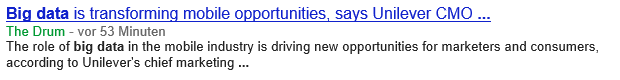 Big data is transforming mobile opportunities, says Unilever CMO ...
The Drum - vor 53 Minuten
The role of big data in the mobile industry is driving new opportunities for marketers and consumers,
according to Unilever's chief marketing ...